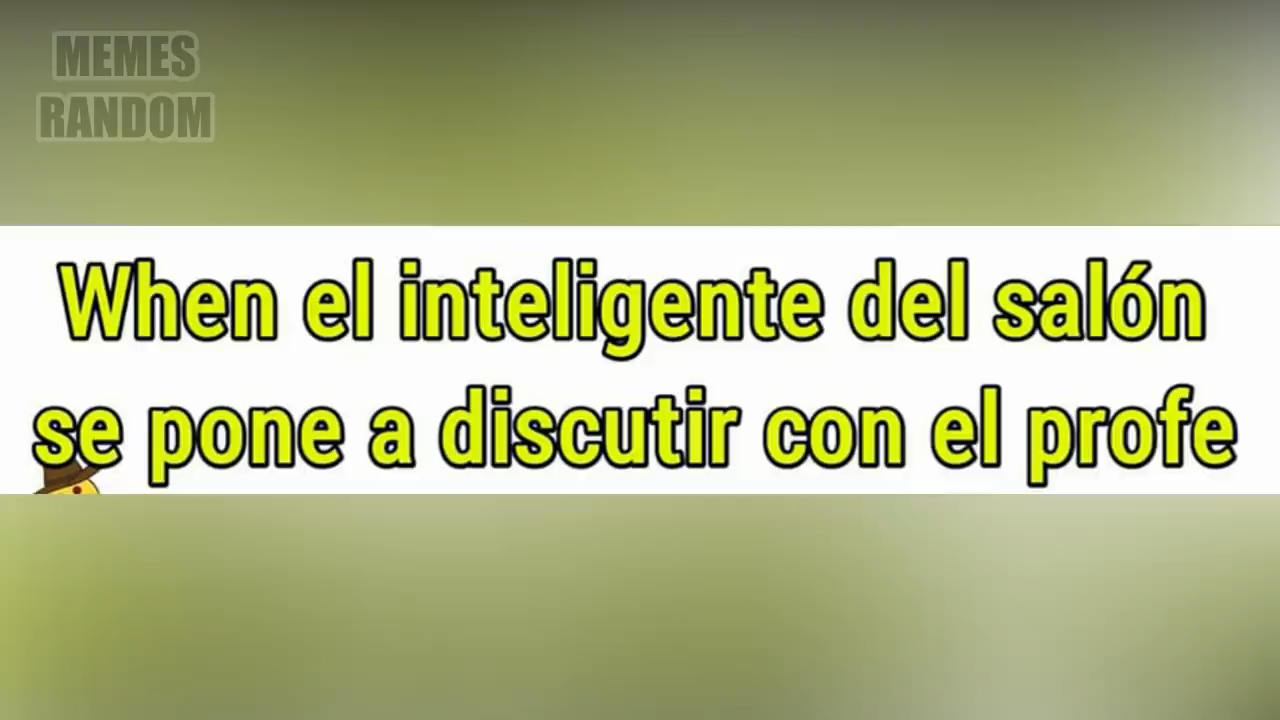 MEMES
RANDOM
When el inteligente del salón
se pone a discutir con el profe